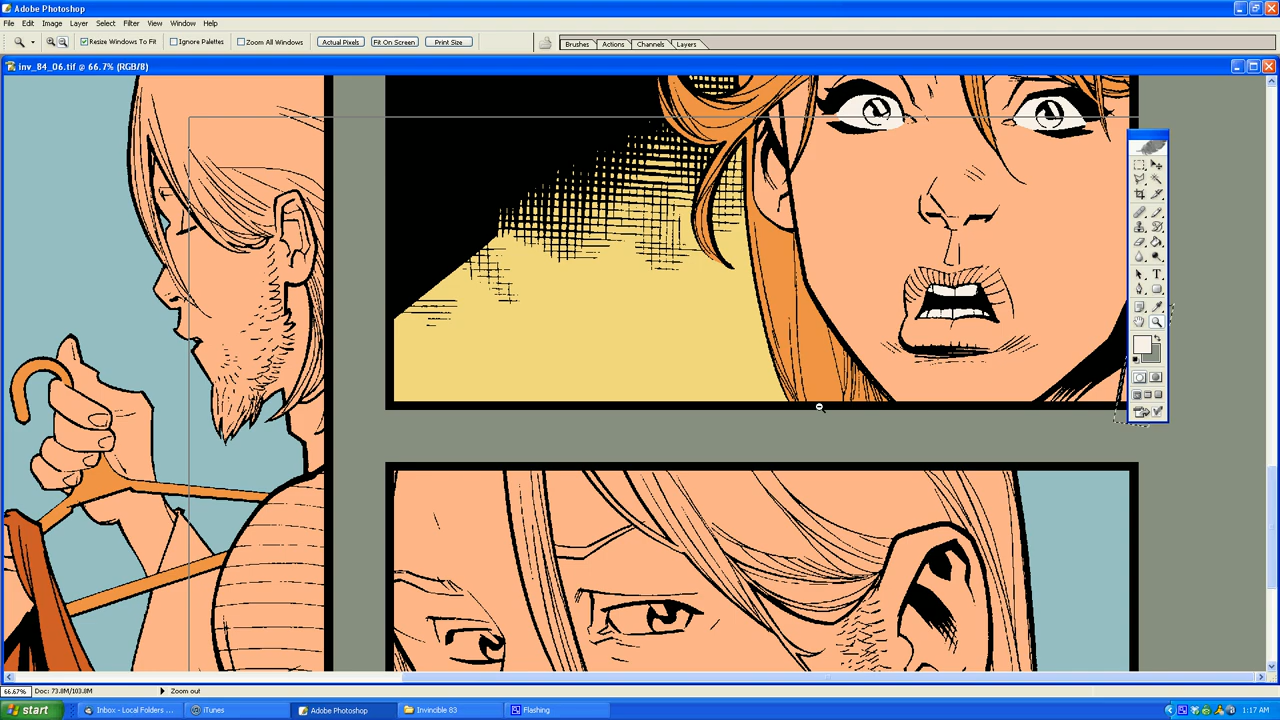 Adobe Photoshop
File Edit Image Layer Select Filter View Window Help
Resize Windows To Fit Ignore Palettes Zoom All Windows Actual Pixels Fit On Screen Print Size Brushes Actions Channels Layers
inv_84_06.tif @ 66.7% (RGB/8)
T
66.67% Doc: 73.8M/103.8M Zoom out
start Inbox - Local Folders ... iTunes Adobe Photoshop Invincible 83 Flashing 1:17 AM